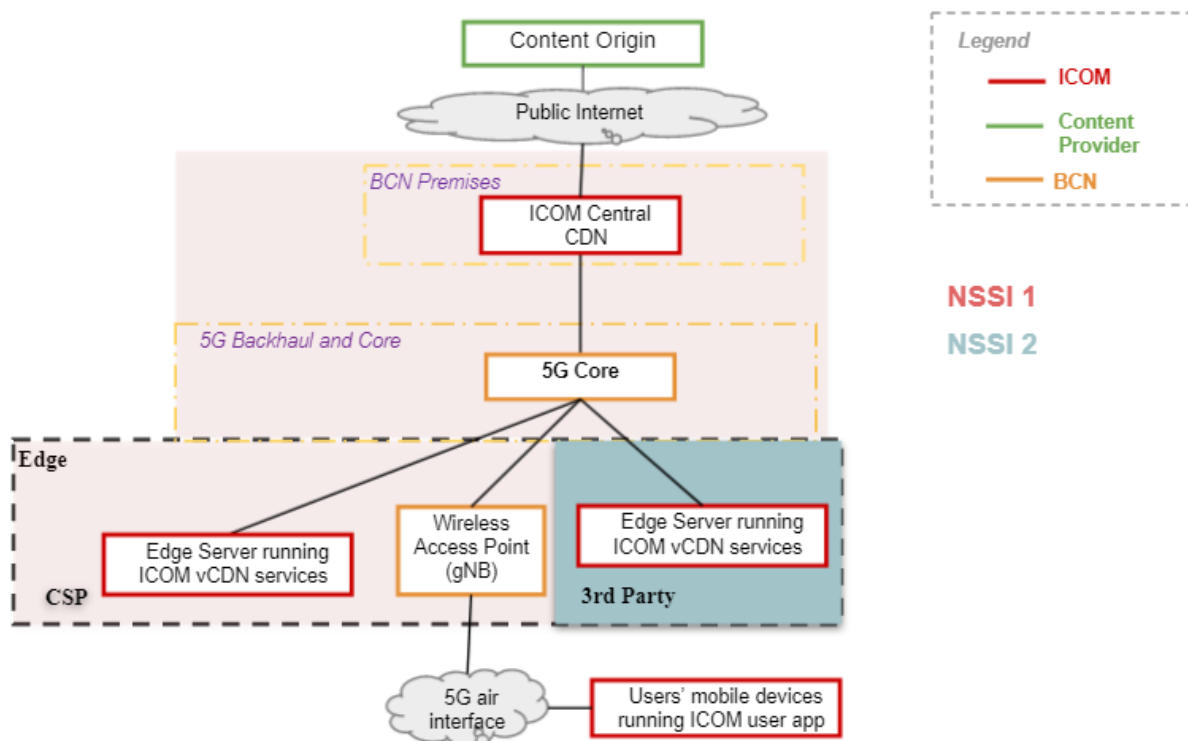 Content Origin
Public Internet
BCN Premises
ICOM Central
CDN
5G Backhaul and Core
5G Core
Edge
Edge Server running
ICOM vCDN services
CSP
Wireless
Access Point
(gNB)
Edge Server running
ICOM vCDN services
3rd Party
5G air
interface
Users' mobile devices
running ICOM user app
Legend
ICOM
Content
Provider
BCN
NSSI 1
NSSI 2